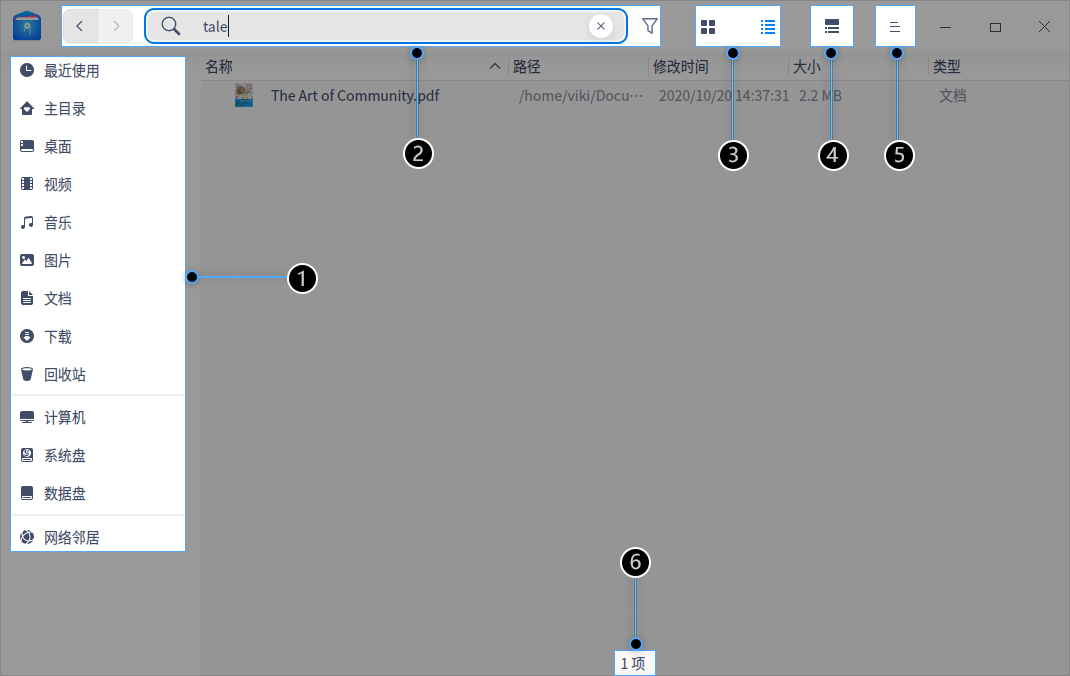 tale
名称 路径 修改时间 大小 类型
The Art of Community.pdf /home/viki/Docu··· 2020/10/20 14:37:31 2.2 MB 文档
最近使用
主目录
桌面
视频
音乐
图片
文档
下载
回收站
计算机
系统盘
数据盘
网络邻居
2
3
4
5
1
6
1 项